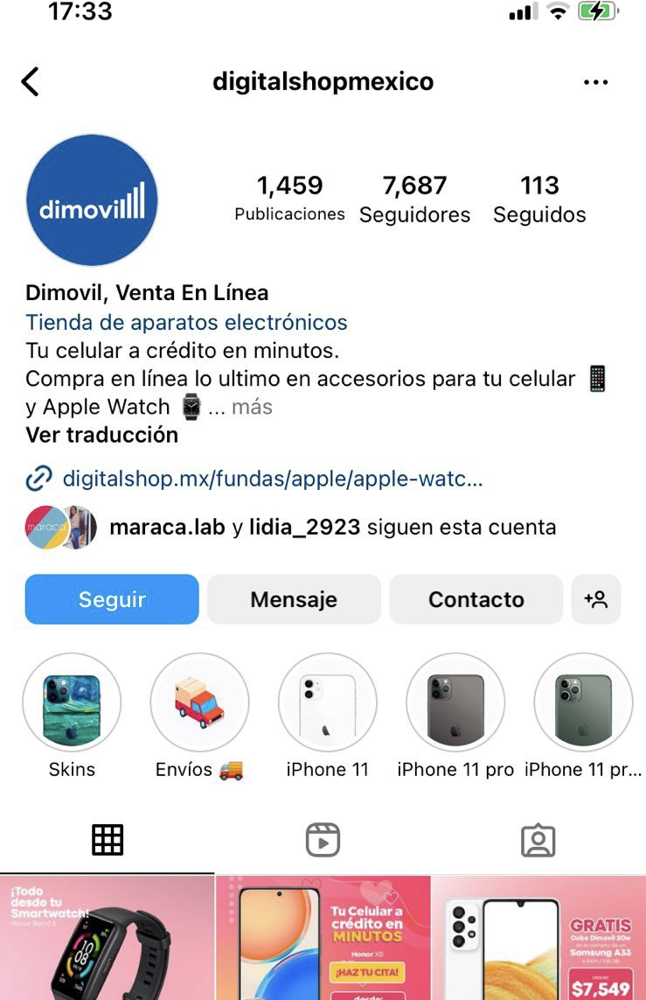 17:33
digitalshopmexico
dimovil
1,459
Publicaciones
7,687
Seguidores
113
Seguidos
Dimovil, Venta En Línea
Tienda de aparatos electrónicos
Tu celular a crédito en minutos.
Compra en línea lo ultimo en accesorios para tu celular 📱
y Apple Watch ⌚ ... más
Ver traducción
digitalshop.mx/fundas/apple/apple-watc...
maraca
maraca.lab y lidia_2923 siguen esta cuenta
Seguir
Mensaje
Contacto
Skins
Envíos 🚚
iPhone 11
iPhone 11 pro
iPhone 11 pr...
¡Todo
desde tu
Smartwatch!
Honor Band 6
Tu Celular a
crédito en
MINUTOS
Honor X8
¡HAZ TU CITA!
desde:
GRATIS
Cubo Dimovil 20w
en la compra de un
Samsung A33
6 RAM / 128 GB
desde:
$7,549